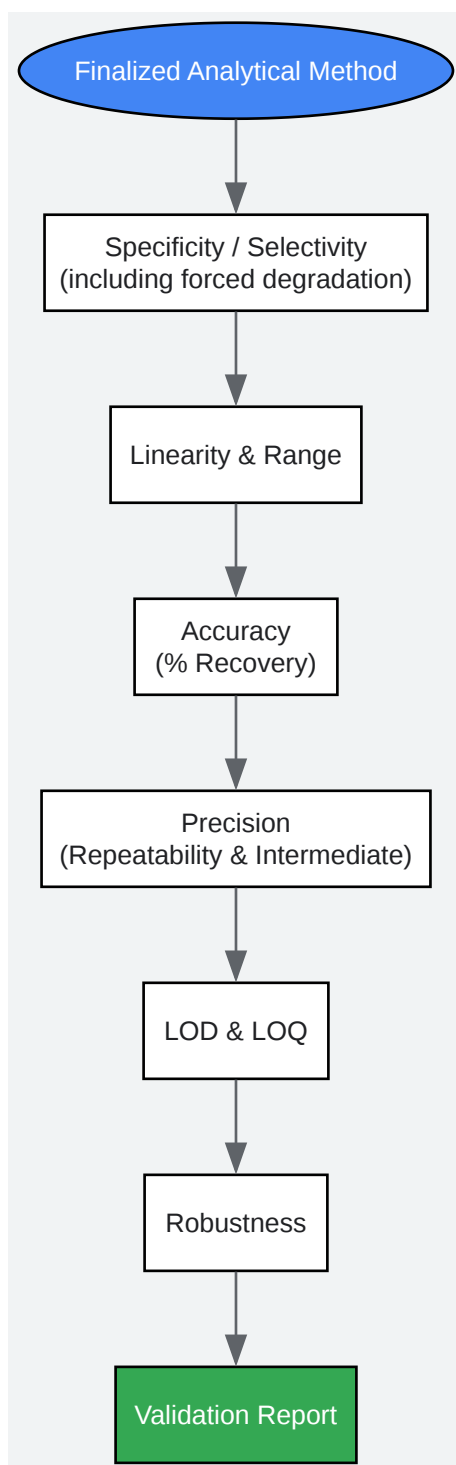 Finalized Analytical Method
Specificity / Selectivity
(including forced degradation)
Linearity & Range
Accuracy
(% Recovery)
Precision
(Repeatability & Intermediate)
LOD & LOQ
Robustness
Validation Report